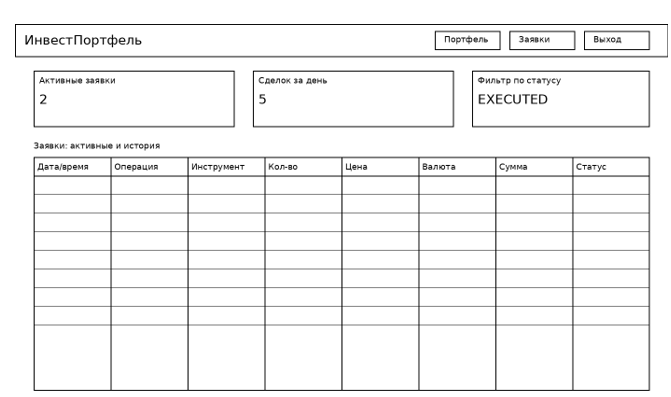 ИнвестПортфель
Портфель Заявки Выход
Активные заявки
2
Сделок за день
5
Фильтр по статусу
EXECUTED
Заявки: активные и история
Дата/время Операция Инструмент Кол-во Цена Валюта Сумма Статус